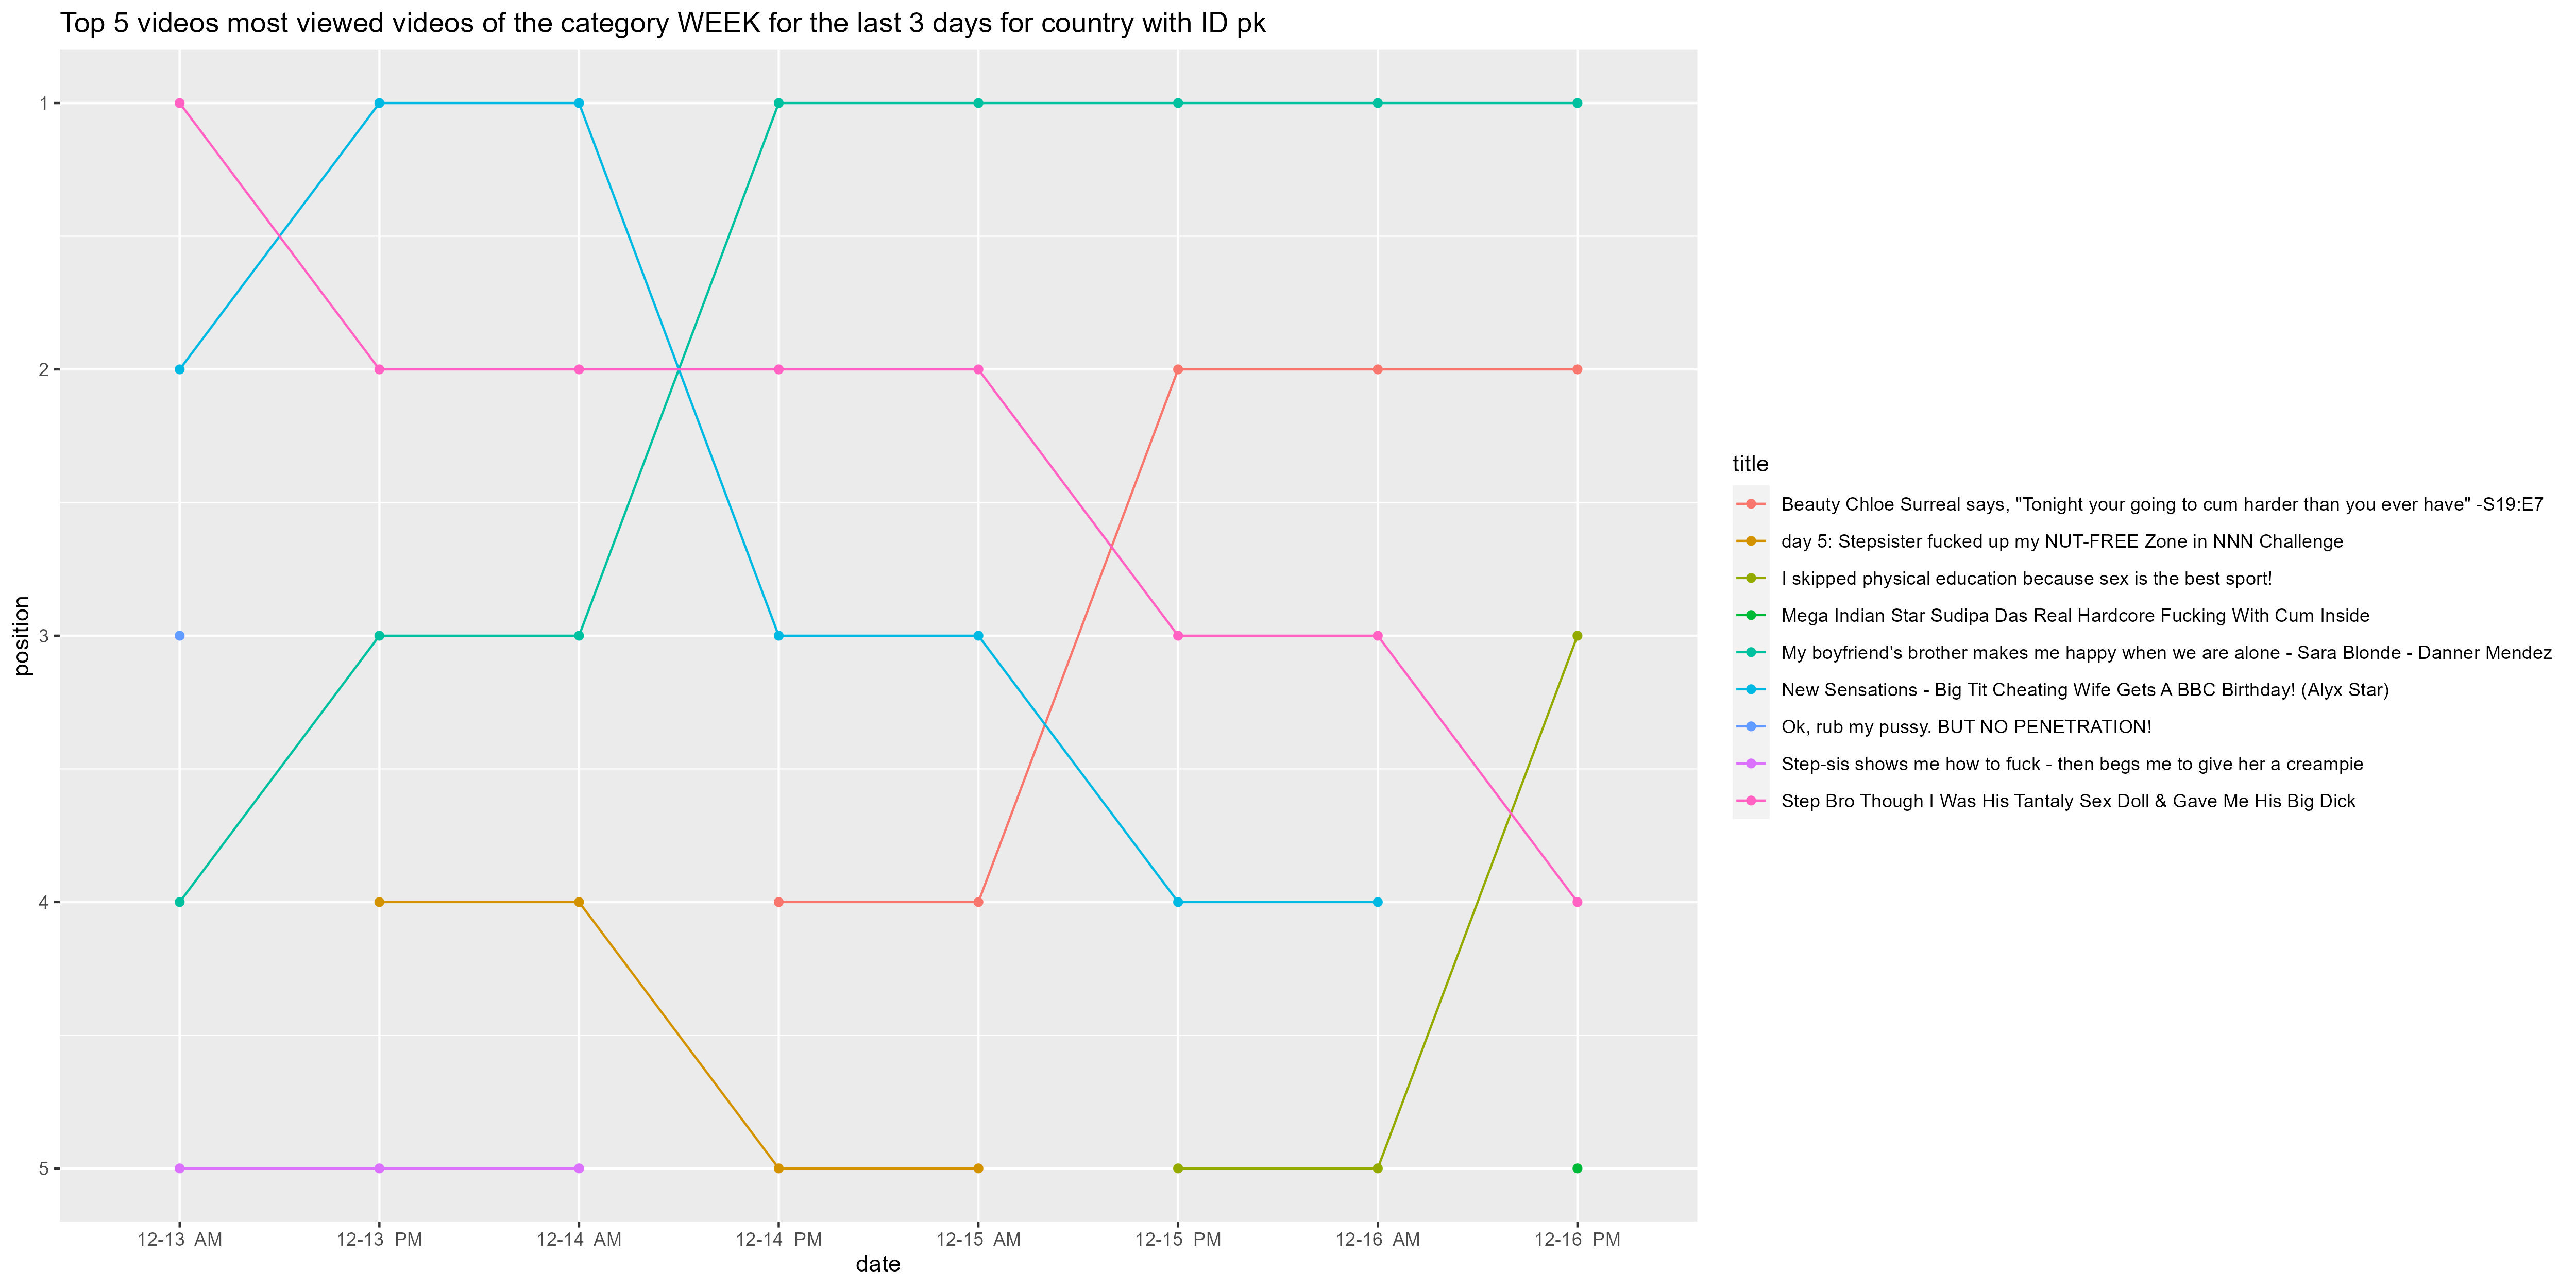 Top 5 videos most viewed videos of the category WEEK for the last 3 days for country with ID pk
1
2
3
4
5
position
12-13 AM
12-13 PM
12-14 AM
12-14 PM
12-15 AM
12-15 PM
12-16 AM
12-16 PM
date
title
Beauty Chloe Surreal says, "Tonight your going to cum harder than you ever have" -S19:E7
day 5: Stepsister fucked up my NUT-FREE Zone in NNN Challenge
I skipped physical education because sex is the best sport!
Mega Indian Star Sudipa Das Real Hardcore Fucking With Cum Inside
My boyfriend's brother makes me happy when we are alone - Sara Blonde - Danner Mendez
New Sensations - Big Tit Cheating Wife Gets A BBC Birthday! (Alyx Star)
Ok, rub my pussy. BUT NO PENETRATION!
Step-sis shows me how to fuck - then begs me to give her a creampie
Step Bro Though I Was His Tantaly Sex Doll & Gave Me His Big Dick